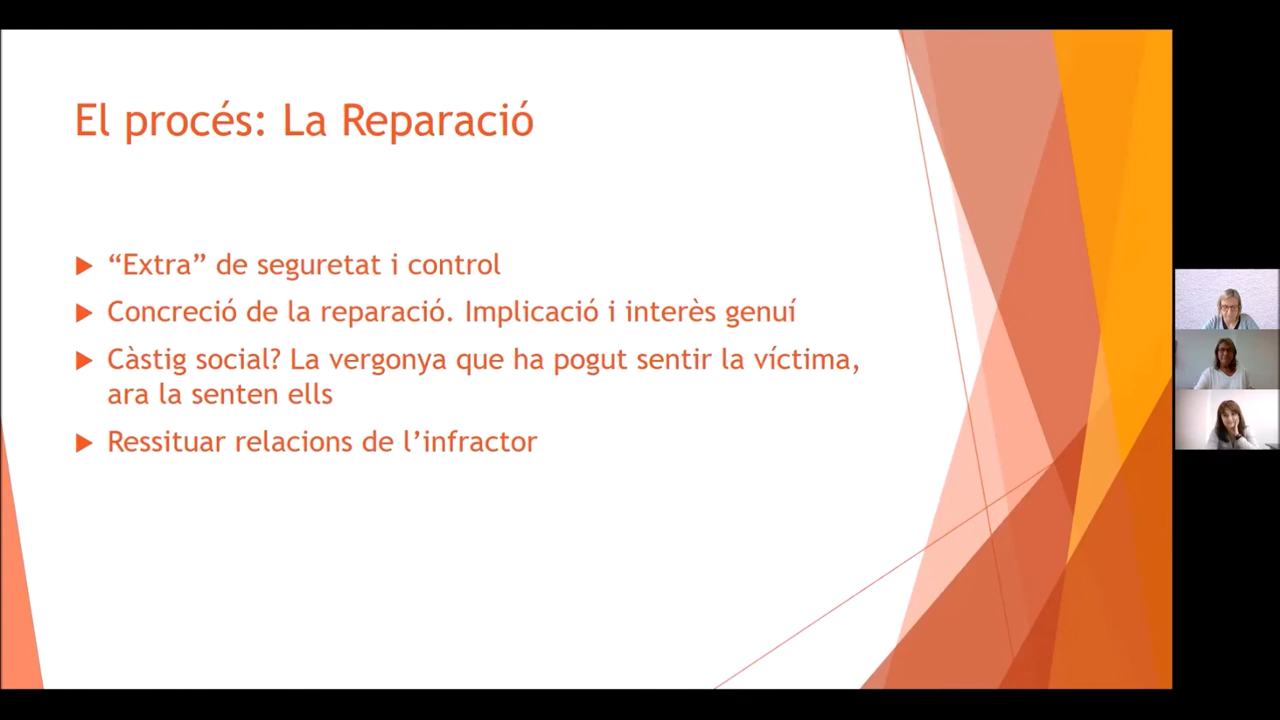 El procés: La Reparació
“Extra” de seguretat i control
Concreció de la reparació. Implicació i interès genuí
Càstig social? La vergonya que ha pogut sentir la víctima,
ara la senten ells
Ressituar relacions de l’infractor